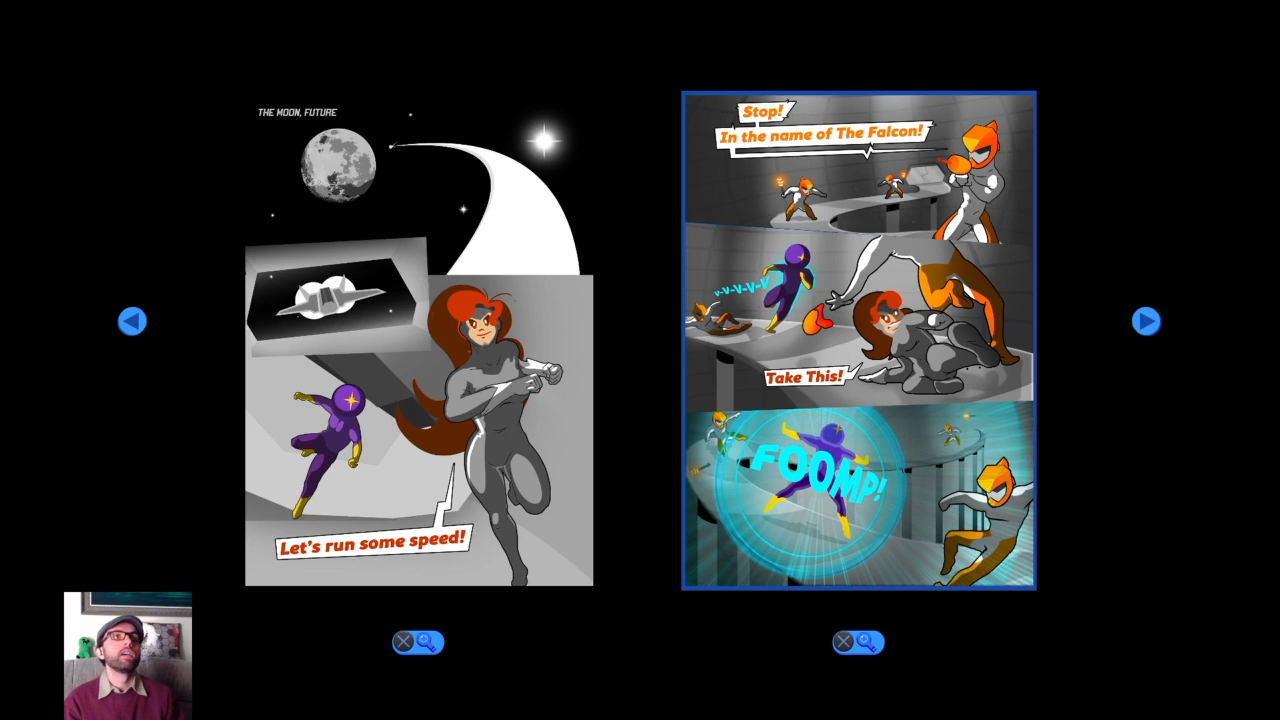 THE MOON, FUTURE
Let's run some speed!
Stop!
In the name of The Falcon!
V-V-V-V-V
Take This!
FOOMP!